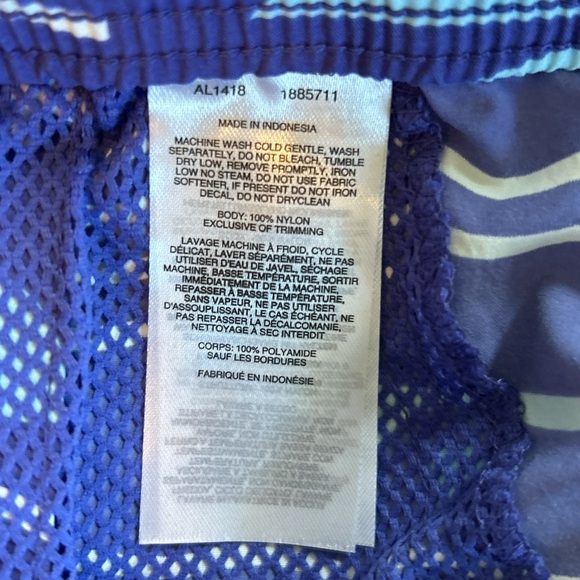 AL1418 1885711
MADE IN INDONESIA
MACHINE WASH COLD GENTLE, WASH
SEPARATELY, DO NOT BLEACH, TUMBLE
DRY LOW, REMOVE PROMPTLY, IRON
LOW NO STEAM, DO NOT USE FABRIC
SOFTENER, IF PRESENT DO NOT IRON
DECAL, DO NOT DRYCLEAN
BODY: 100% NYLON
EXCLUSIVE OF TRIMMING
LAVAGE MACHINE À FROID, CYCLE
DÉLICAT, LAVER SÉPARÉMENT, NE PAS
UTILISER D'EAU DE JAVEL, SÉCHAGE
MACHINE, BASSE TEMPÉRATURE, SORTIR
IMMÉDIATEMENT DE LA MACHINE,
REPASSER À BASSE TEMPÉRATURE,
SANS VAPEUR, NE PAS UTILISER
D'ASSOUPLISSANT, LE CAS ÉCHÉANT, NE
PAS REPASSER LA DÉCALCOMANIE,
NETTOYAGE À SEC INTERDIT
CORPS: 100% POLYAMIDE
SAUF LES BORDURES
FABRIQUÉ EN INDONÉSIE